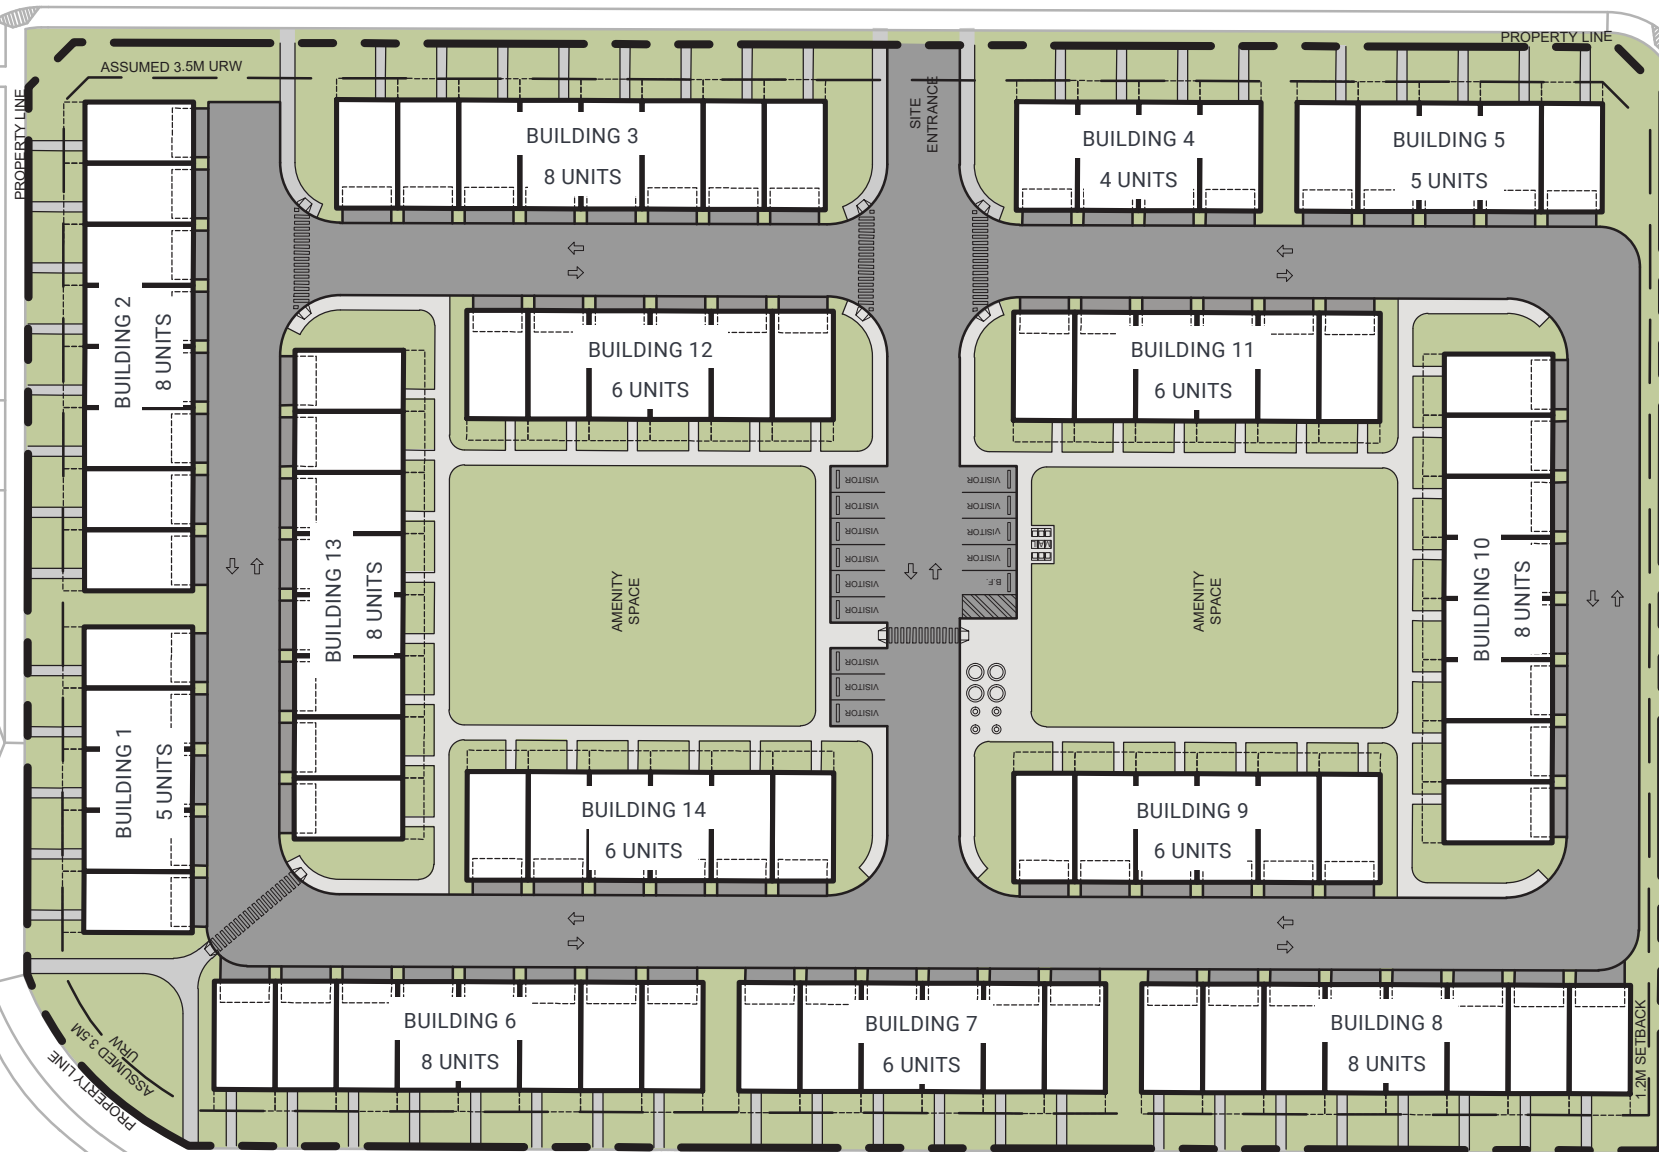 PROPERTY LINE
ASSUMED 3.5M URW
PROPERTY LINE
SITE
ENTRANCE
BUILDING 3
8 UNITS
BUILDING 4
4 UNITS
BUILDING 5
5 UNITS
BUILDING 2
8 UNITS
BUILDING 12
6 UNITS
BUILDING 11
6 UNITS
BUILDING 13
8 UNITS
AMENITY
SPACE
VISITOR
VISITOR
VISITOR
VISITOR
VISITOR
VISITOR
VISITOR
VISITOR
VISITOR
VISITOR
VISITOR
VISITOR
VISITOR
B.F.
MAIL
AMENITY
SPACE
BUILDING 10
8 UNITS
BUILDING 1
5 UNITS
BUILDING 14
6 UNITS
BUILDING 9
6 UNITS
BUILDING 6
8 UNITS
BUILDING 7
6 UNITS
BUILDING 8
8 UNITS
ASSUMED 3.5M
URW
PROPERTY LINE
1.2M SETBACK